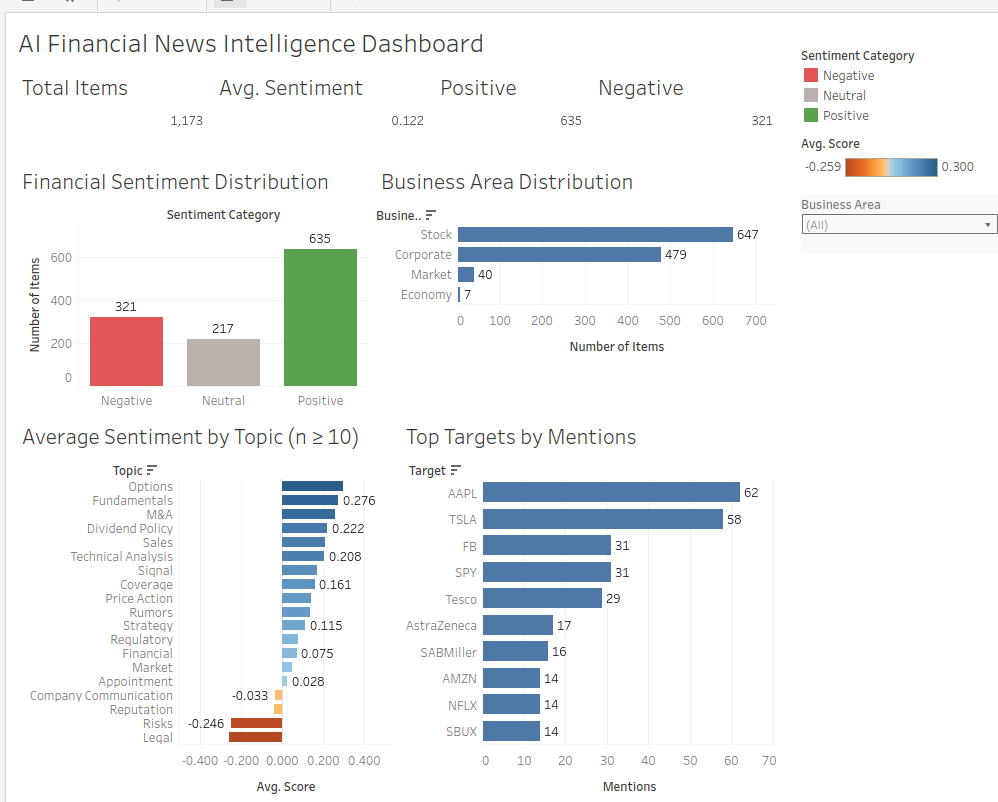 AI Financial News Intelligence Dashboard
Total Items
Avg. Sentiment
Positive
Negative
1,173
0.122
635
321
Sentiment Category
Negative
Neutral
Positive
Avg. Score
-0.259 0.300
Business Area
(All)
Financial Sentiment Distribution
Sentiment Category
Number of Items
600
400
200
0
321
217
635
Negative Neutral Positive
Business Area Distribution
Busine..
Stock 647
Corporate 479
Market 40
Economy 7
0 100 200 300 400 500 600 700
Number of Items
Average Sentiment by Topic (n ≥ 10)
Topic
Options
Fundamentals 0.276
M&A
Dividend Policy 0.222
Sales
Technical Analysis 0.208
Signal
Coverage 0.161
Price Action
Rumors
Strategy 0.115
Regulatory
Financial 0.075
Market
Appointment 0.028
Company Communication -0.033
Reputation
Risks -0.246
Legal
-0.400 -0.200 0.000 0.200 0.400
Avg. Score
Top Targets by Mentions
Target
AAPL 62
TSLA 58
FB 31
SPY 31
Tesco 29
AstraZeneca 17
SABMiller 16
AMZN 14
NFLX 14
SBUX 14
0 10 20 30 40 50 60 70
Mentions